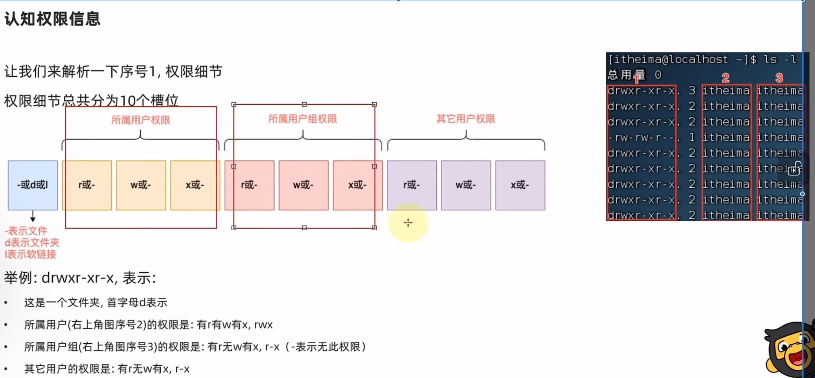 认知权限信息
让我们来解析一下序号1, 权限细节
权限细节总共分为10个槽位
所属用户权限 所属用户组权限 其它用户权限
-或d或l r或- w或- x或- r或- w或- x或- r或- w或- x或-
-表示文件
d表示文件夹
l表示软链接
举例: drwxr-xr-x, 表示:
• 这是一个文件夹, 首字母d表示
• 所属用户(右上角图序号2)的权限是: 有r有w有x, rwx
• 所属用户组(右上角图序号3)的权限是: 有r无w有x, r-x (-表示无此权限)
• 其它用户的权限是: 有r无w有x, r-x
[itheima@localhost ~]$ ls -l
总用量 0
1 2 3
drwxr-xr-x. 3 itheima itheima
drwxr-xr-x. 2 itheima itheima
drwxr-xr-x. 2 itheima itheima
-rw-rw-r--. 1 itheima itheima
drwxr-xr-x. 2 itheima itheima
drwxr-xr-x. 2 itheima itheima
drwxr-xr-x. 2 itheima itheima
drwxr-xr-x. 2 itheima itheima
drwxr-xr-x. 2 itheima itheima